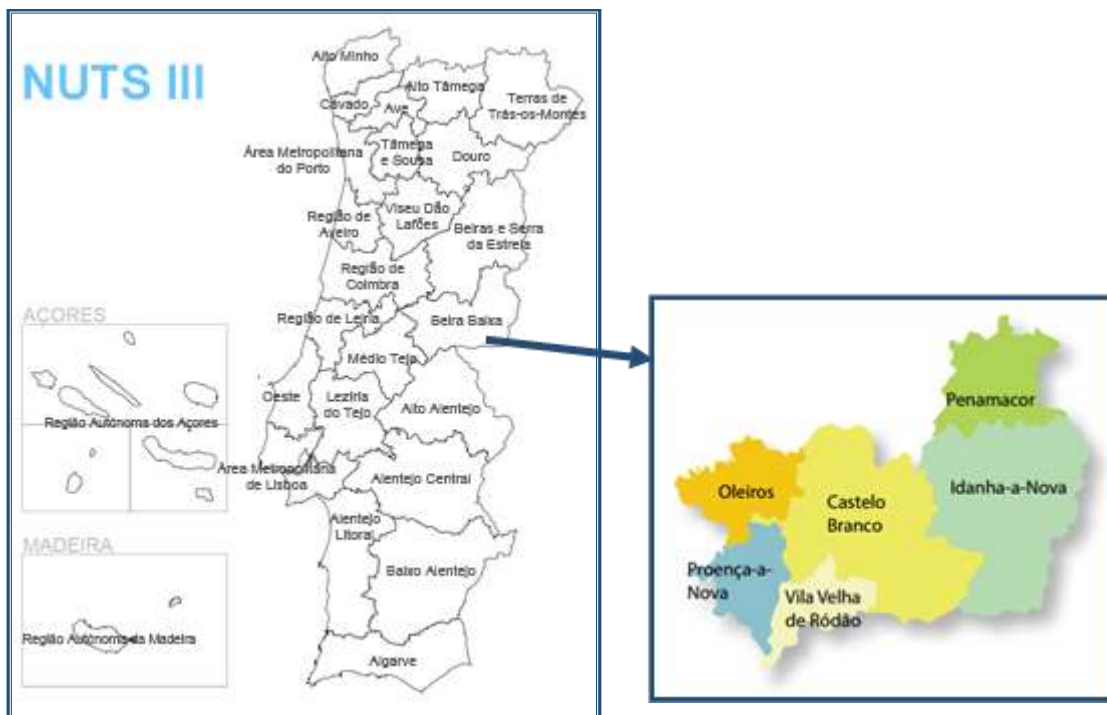 NUTS III
Alto Minho
Alto Tâmega
Terras de
Trás-os-Montes
Cávado
Ave
Área Metropolitana
do Porto
Tâmega
e Sousa
Douro
Região de
Aveiro
Viseu Dão
Lafões
Beiras e Serra
da Estrela
Região de
Coimbra
Região de Leiria
Beira Baixa
Médio Tejo
Oeste
Lezíria
do Tejo
Alto Alentejo
Área Metropolitana
de Lisboa
Alentejo Central
Alentejo
Litoral
Baixo Alentejo
Algarve
AÇORES
Região Autónoma dos Açores
MADEIRA
Região Autónoma da Madeira
Penamacor
Oleiros
Castelo
Branco
Idanha-a-Nova
Proença-a-
Nova
Vila Velha
de Ródão